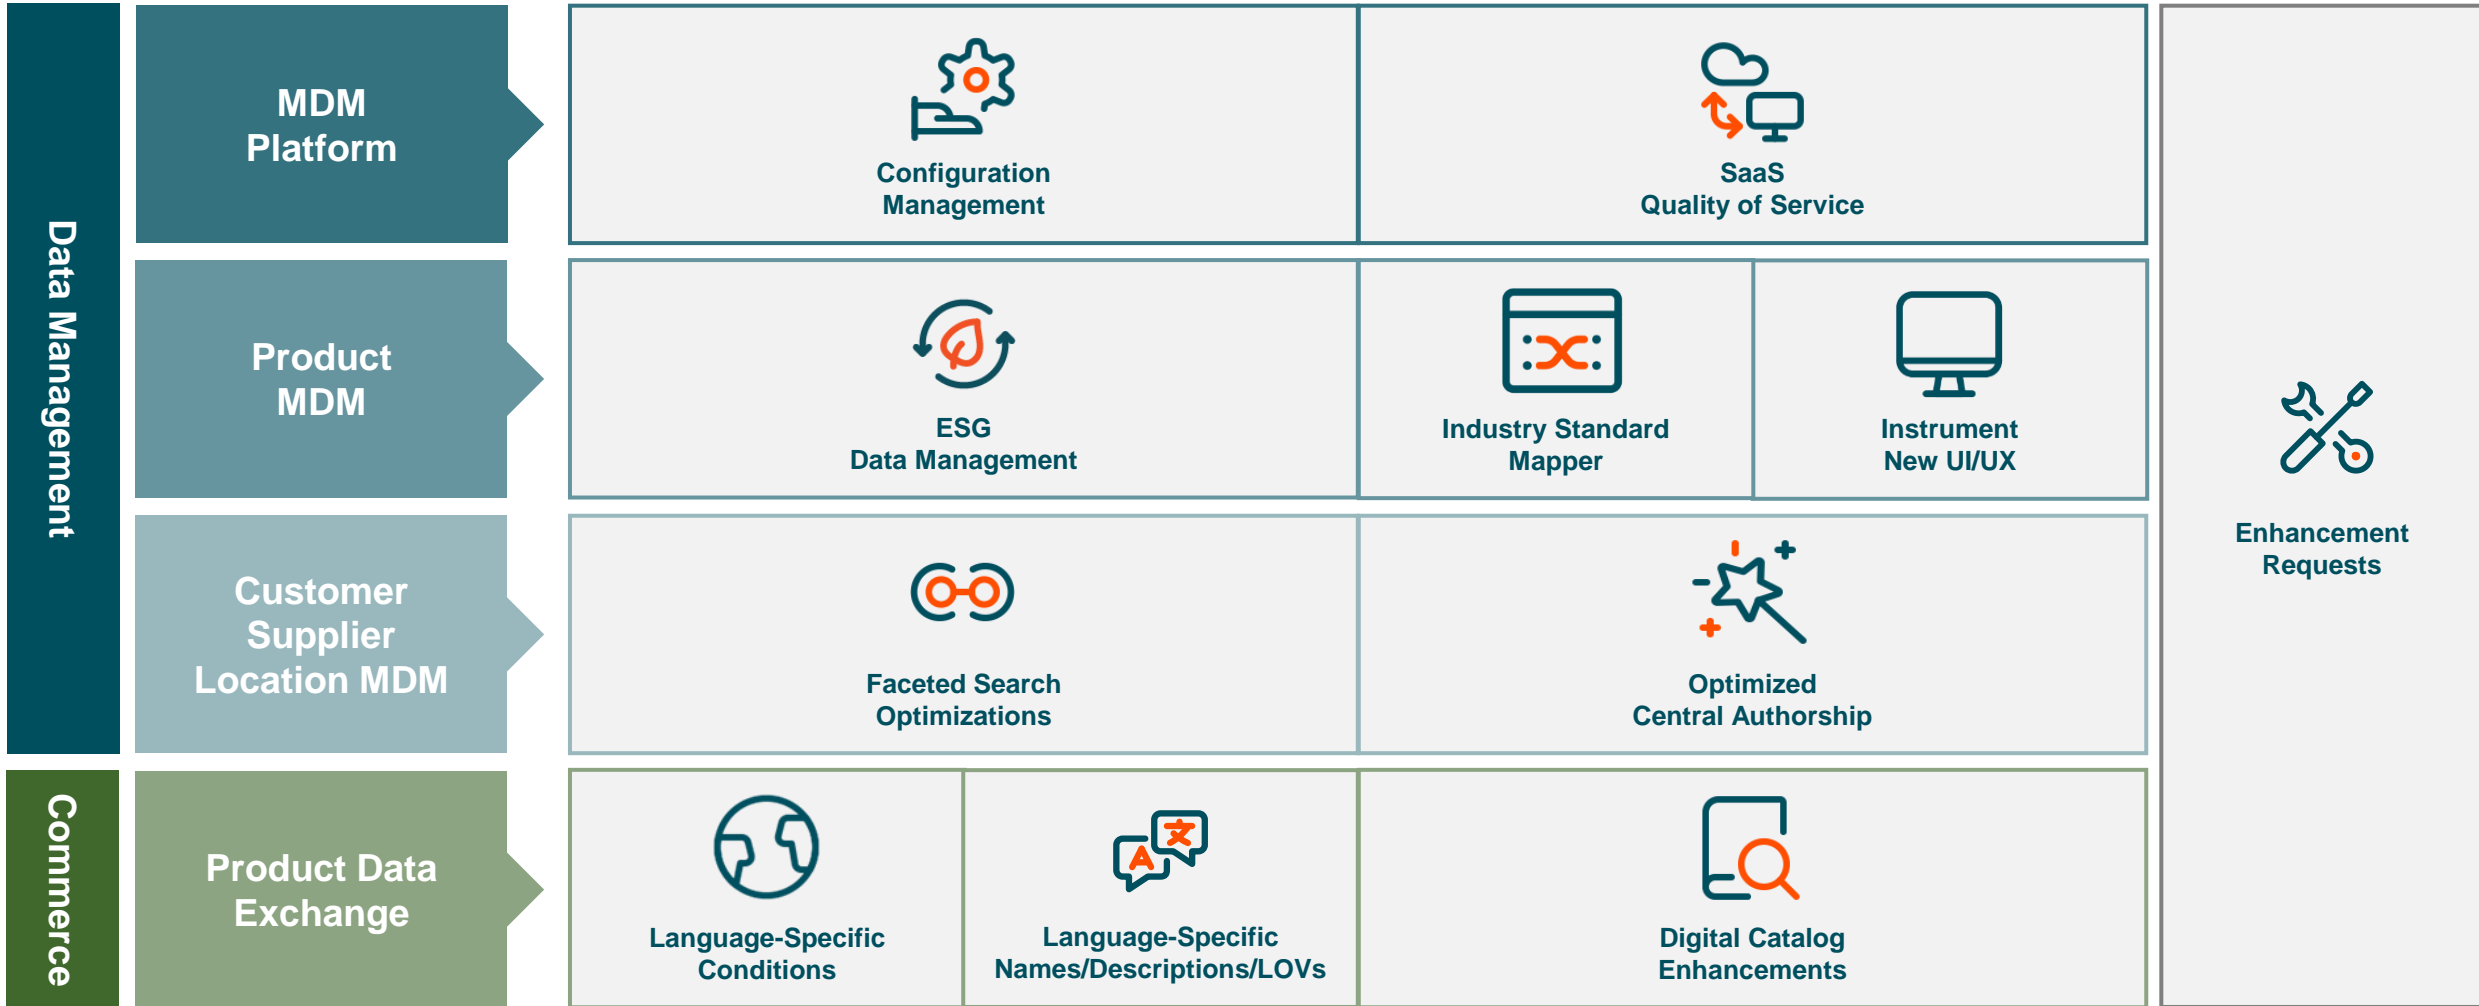 Data Management
MDM
Platform
Configuration
Management
SaaS
Quality of Service
Product
MDM
ESG
Data Management
Industry Standard
Mapper
Instrument
New UI/UX
Customer
Supplier
Location MDM
Faceted Search
Optimizations
Optimized
Central Authorship
Commerce
Product Data
Exchange
Language-Specific
Conditions
A
文
Language-Specific
Names/Descriptions/LOVs
Digital Catalog
Enhancements
Enhancement
Requests